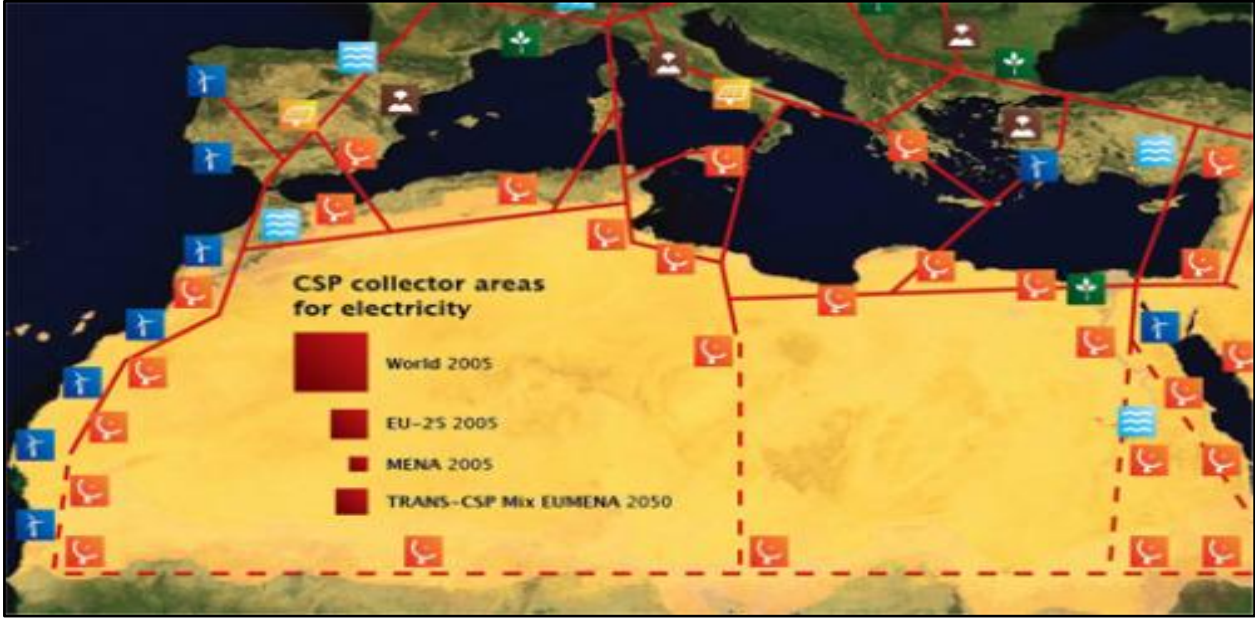 CSP collector areas
for electricity
World 2005
EU-25 2005
MENA 2005
TRANS-CSP Mix EUMENA 2050